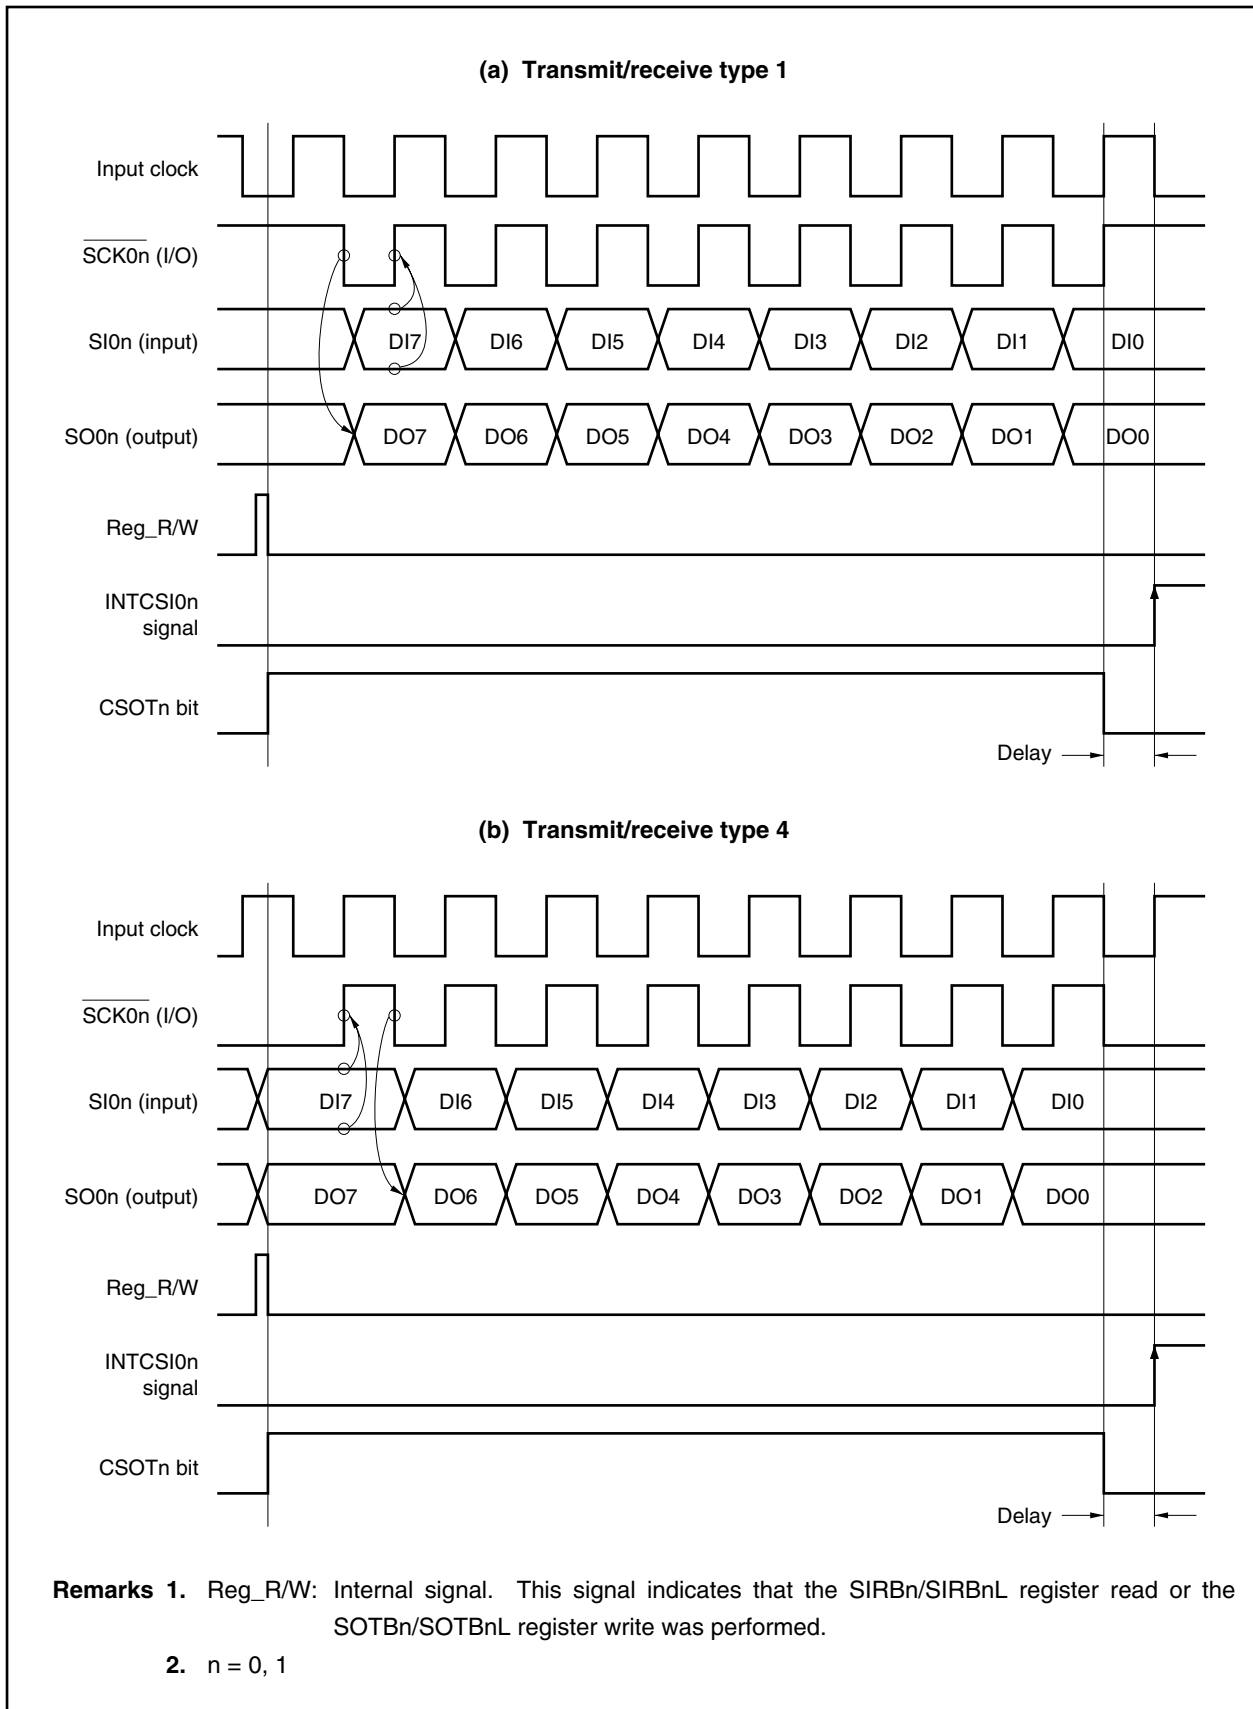 (a) Transmit/receive type 1
Input clock
SCK0n (I/O)
SI0n (input)
DI7 DI6 DI5 DI4 DI3 DI2 DI1 DI0
SO0n (output)
DO7 DO6 DO5 DO4 DO3 DO2 DO1 DO0
Reg_R/W
INTCSI0n
signal
CSOTn bit
Delay
(b) Transmit/receive type 4
Input clock
SCK0n (I/O)
SI0n (input)
DI7 DI6 DI5 DI4 DI3 DI2 DI1 DI0
SO0n (output)
DO7 DO6 DO5 DO4 DO3 DO2 DO1 DO0
Reg_R/W
INTCSI0n
signal
CSOTn bit
Delay
Remarks 1. Reg_R/W: Internal signal. This signal indicates that the SIRBn/SIRBnL register read or the
SOTBn/SOTBnL register write was performed.
2. n = 0, 1